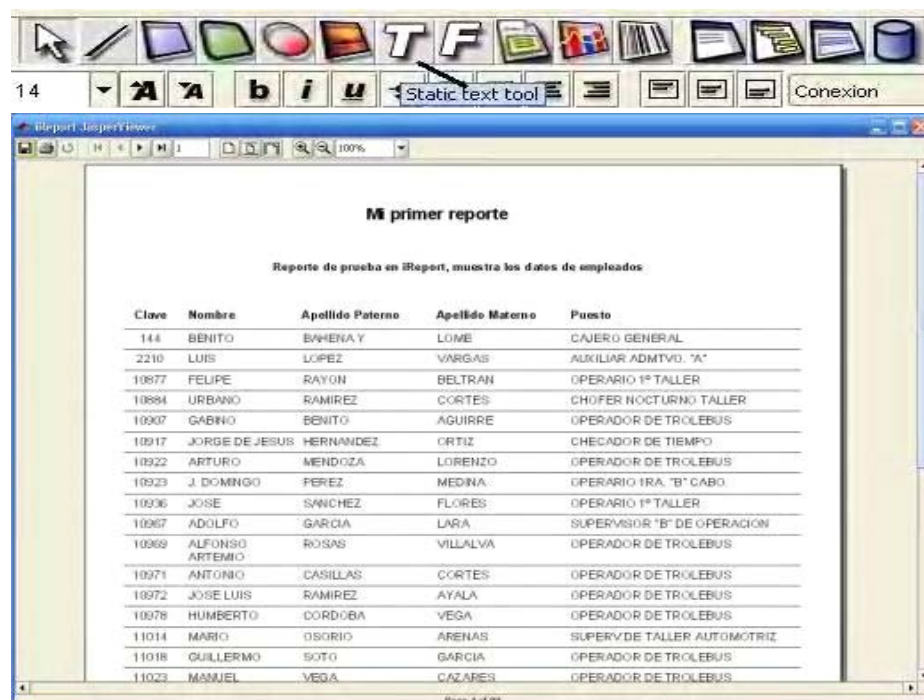 T F
14 A A b i u Static text tool Conexion
iReport JasperViewer
1 100%
Mi primer reporte
Reporte de prueba en iReport, muestra los datos de empleados
Clave Nombre Apellido Paterno Apellido Materno Puesto
144 BENITO BAHENA Y LOME CAJERO GENERAL
2210 LUIS LOPEZ VARGAS AUXILIAR ADMTVO. "A"
10877 FELIPE RAYON BELTRAN OPERARIO 1º TALLER
10884 URBANO RAMIREZ CORTES CHOFER NOCTURNO TALLER
10907 GABINO BENITO AGUIRRE OPERADOR DE TROLEBUS
10917 JORGE DE JESUS HERNANDEZ ORTIZ CHECADOR DE TIEMPO
10922 ARTURO MENDOZA LORENZO OPERADOR DE TROLEBUS
10923 J. DOMINGO PEREZ MEDINA OPERARIO 1RA. "B" CABO
10936 JOSE SANCHEZ FLORES OPERARIO 1º TALLER
10967 ADOLFO GARCIA LARA SUPERVISOR "B" DE OPERACION
10969 ALFONSO ROSAS VILLALVA OPERADOR DE TROLEBUS
ARTEMIO
10971 ANTONIO CASILLAS CORTES OPERADOR DE TROLEBUS
10972 JOSE LUIS RAMIREZ AYALA OPERADOR DE TROLEBUS
10978 HUMBERTO CORDOBA VEGA OPERADOR DE TROLEBUS
11014 MARIO OSORIO ARENAS SUPERV DE TALLER AUTOMOTRIZ
11018 GUILLERMO SOTO GARCIA OPERADOR DE TROLEBUS
11023 MANUEL VEGA CAZARES OPERADOR DE TROLEBUS